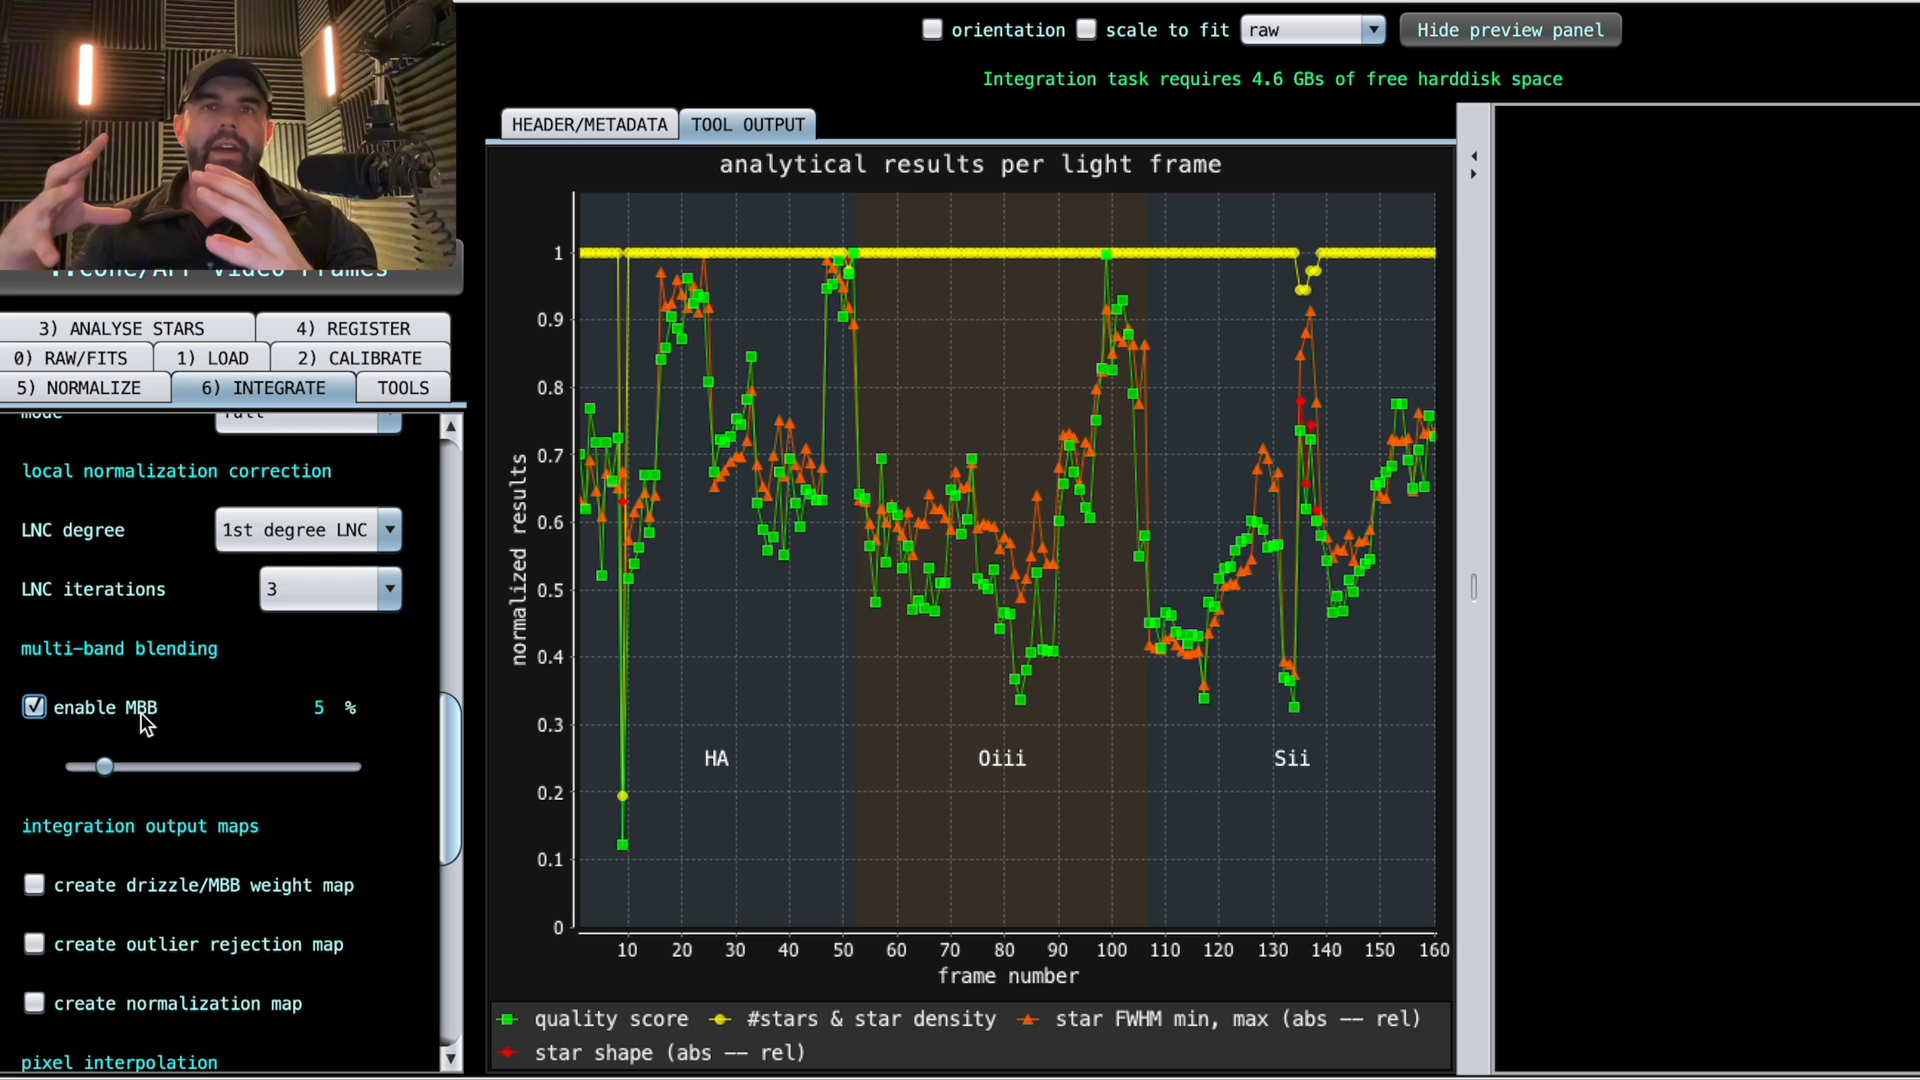 orientation
scale to fit
raw
Hide preview panel
Integration task requires 4.6 GBs of free harddisk space
HEADER/METADATA
TOOL OUTPUT
3) ANALYSE STARS
4) REGISTER
0) RAW/FITS
1) LOAD
2) CALIBRATE
5) NORMALIZE
6) INTEGRATE
TOOLS
local normalization correction
LNC degree
1st degree LNC
LNC iterations
3
multi-band blending
enable MBB
5 %
integration output maps
create drizzle/MBB weight map
create outlier rejection map
create normalization map
pixel interpolation
analytical results per light frame
normalized results
1
0.9
0.8
0.7
0.6
0.5
0.4
0.3
0.2
0.1
0
HA
Oiii
Sii
10 20 30 40 50 60 70 80 90 100 110 120 130 140 150 160
frame number
quality score
#stars & star density
star FWHM min, max (abs -- rel)
star shape (abs -- rel)